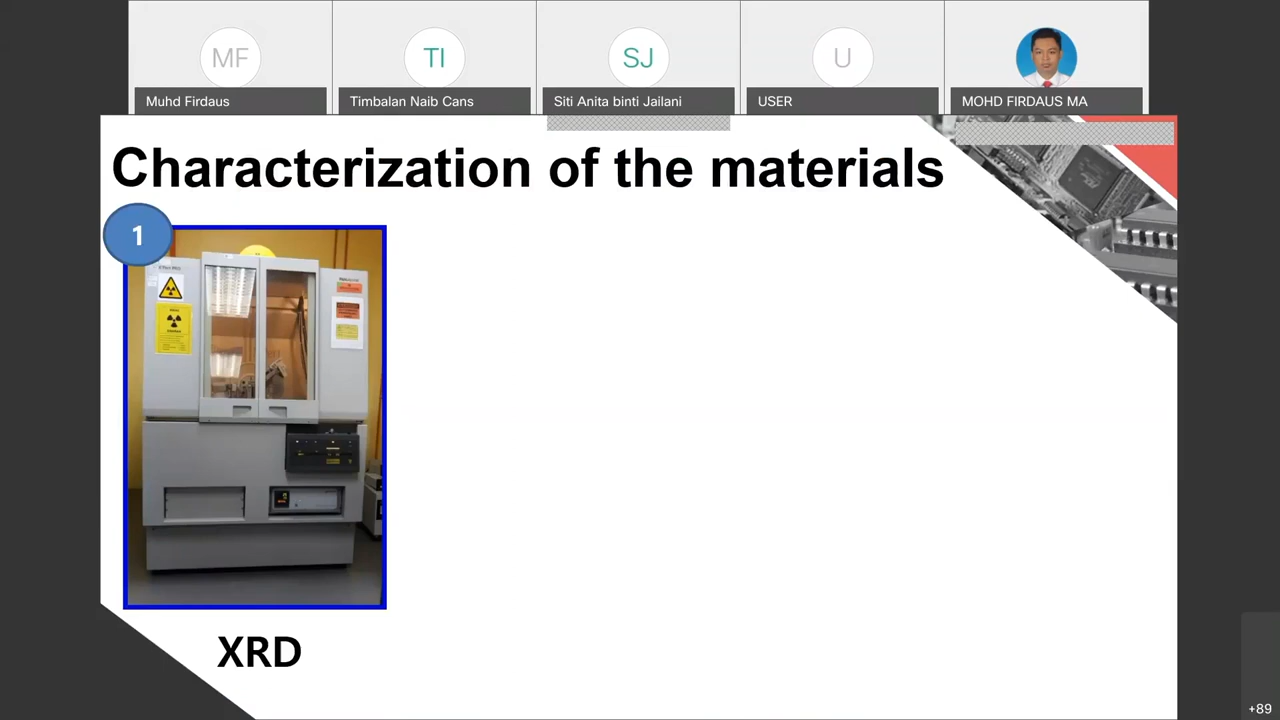 MF
TI
SJ
U
Muhd Firdaus
Timbalan Naib Cans
Siti Anita binti Jailani
USER
MOHD FIRDAUS MA
Characterization of the materials
1
XRD
+89